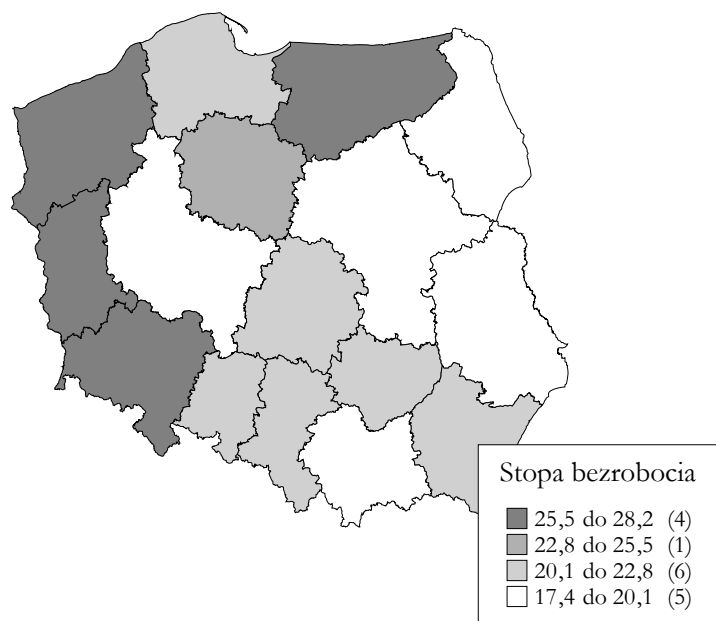 Stopa bezrobocia
25,5 do 28,2 (4)
22,8 do 25,5 (1)
20,1 do 22,8 (6)
17,4 do 20,1 (5)